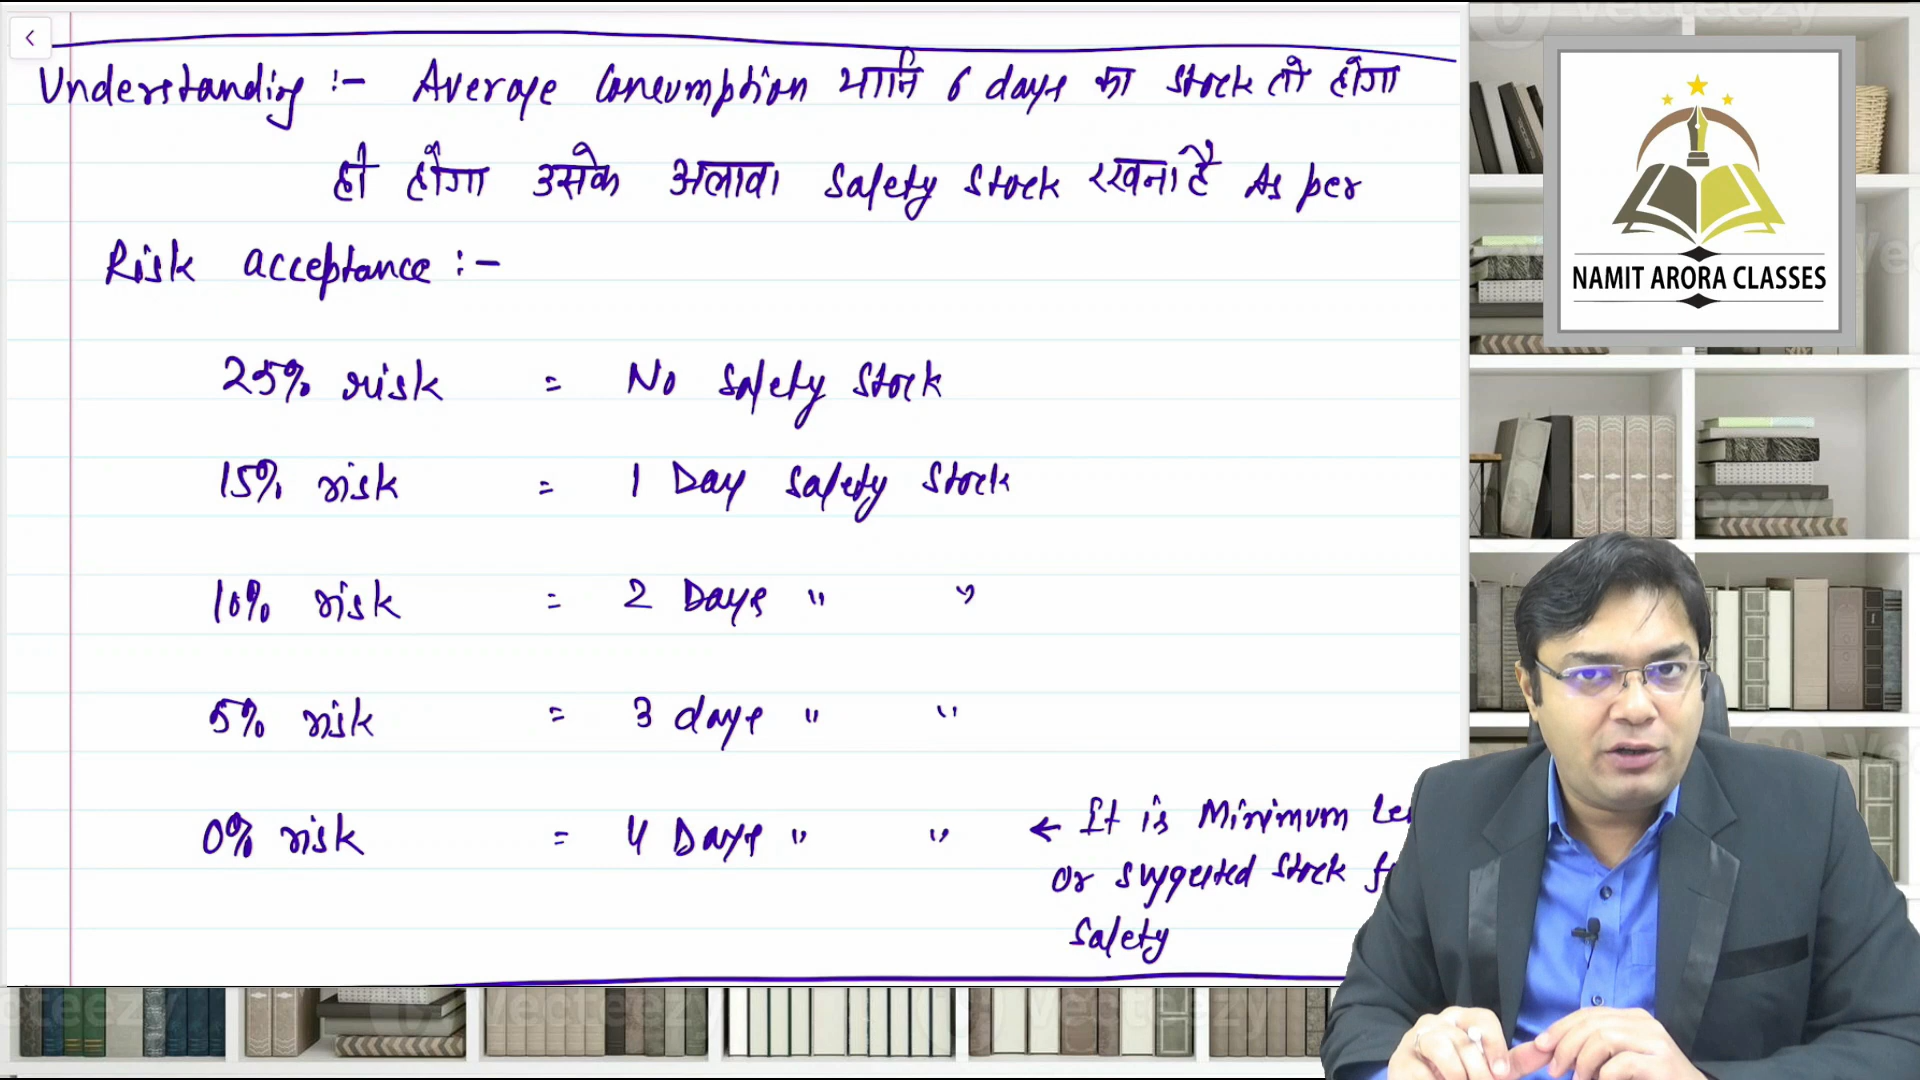 Understanding :- Average Consumption यानि 6 days का stock तो होगा
ही होगा उसके अलावा Safety Stock रखना है As per
Risk acceptance :-
25% risk = No Safety Stock
15% risk = 1 Day Safety Stock
10% risk = 2 Days " "
5% risk = 3 days " "
0% risk = 4 Days " " ← It is Minimum
Or suggested Stock
Safety
NAMIT ARORA CLASSES